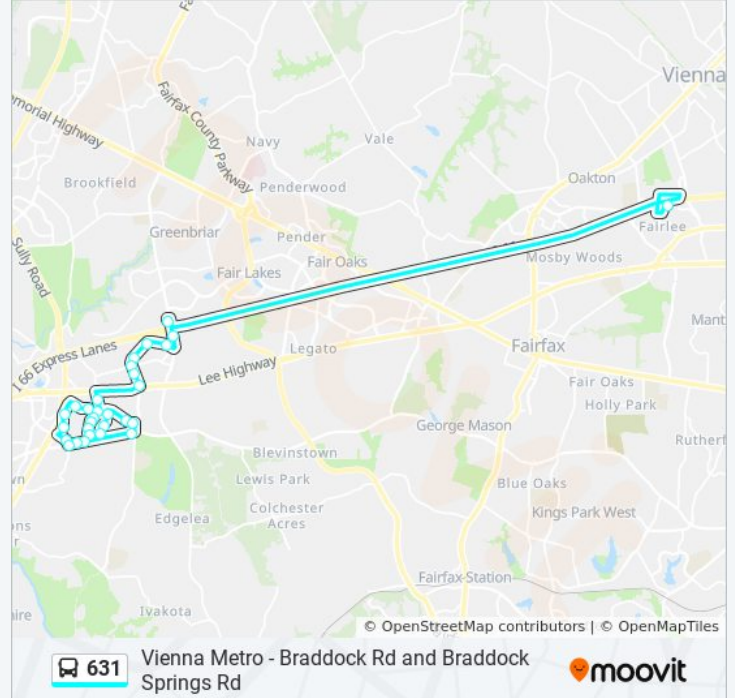 Vienna
Fairfax County Parkway
morial Highway
Navy
Vale
Oakton
Brookfield
Penderwood
Fairlee
Greenbriar
Pender
Sully Road
Mosby Woods
Fair Lakes
Fair Oaks
Mant
I 66 Express Lanes
Legato
Fairfax
Lee Highway
Fair Oaks
Holly Park
George Mason
Rutherf
Blevinstown
wn
Lewis Park
Blue Oaks
Colchester
Acres
Kings Park West
Edgelea
ons
r
Fairfax Station
Ivakota
aire
© OpenStreetMap contributors | © OpenMapTiles
631
Vienna Metro - Braddock Rd and Braddock
Springs Rd
moovit